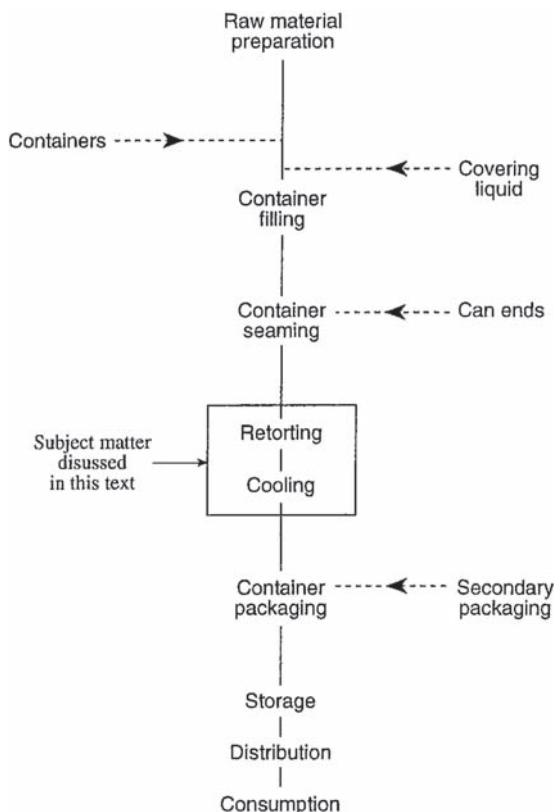 Raw material
preparation
Containers
Covering
liquid
Container
filling
Container
seaming
Can ends
Retorting
Subject matter
disussed
in this text
Cooling
Container
packaging
Secondary
packaging
Storage
Distribution
Consumption